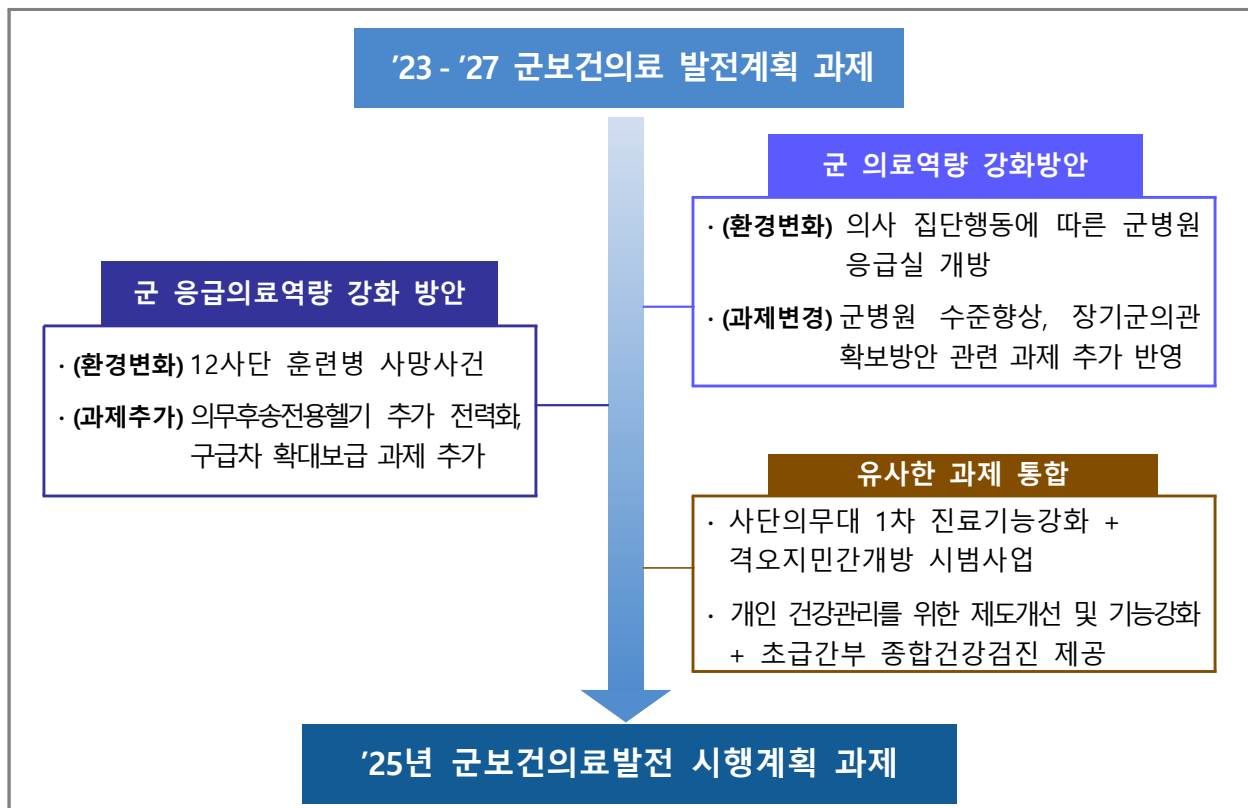 ’23 - ’27 군보건의료 발전계획 과제
군 의료역량 강화방안
· (환경변화) 의사 집단행동에 따른 군병원
응급실 개방
· (과제변경) 군병원 수준향상, 장기군의관
확보방안 관련 과제 추가 반영
군 응급의료역량 강화 방안
· (환경변화) 12사단 훈련병 사망사건
· (과제추가) 의무후송전용헬기 추가 전력화,
구급차 확대보급 과제 추가
유사한 과제 통합
· 사단의무대 1차 진료기능강화 +
격오지민간개방 시범사업
· 개인 건강관리를 위한 제도개선 및 기능강화
+ 초급간부 종합건강검진 제공
’25년 군보건의료발전 시행계획 과제